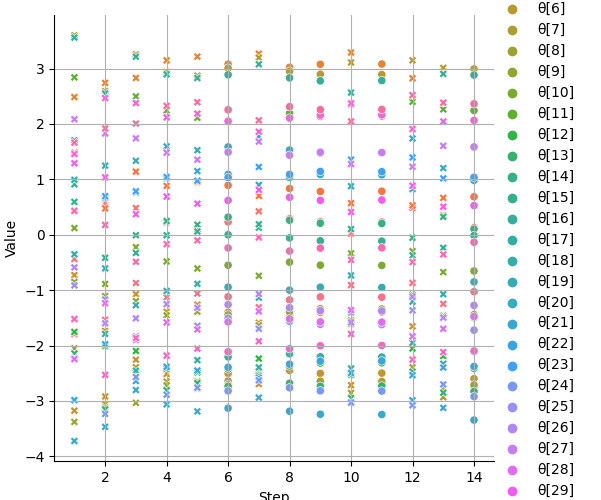 Value
3
2
1
0
−1
−2
−3
−4
2
4
6
8
10
12
14
Step
θ[6]
θ[7]
θ[8]
θ[9]
θ[10]
θ[11]
θ[12]
θ[13]
θ[14]
θ[15]
θ[16]
θ[17]
θ[18]
θ[19]
θ[20]
θ[21]
θ[22]
θ[23]
θ[24]
θ[25]
θ[26]
θ[27]
θ[28]
θ[29]